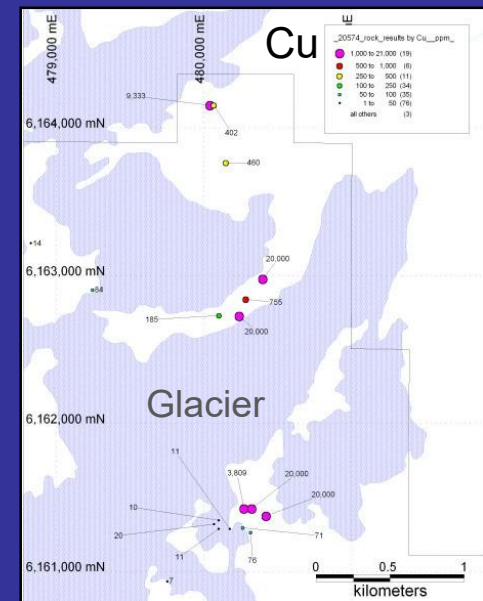 479,000 mE
480,000 mE
Cu
mE
_20574_rock_results by Cu__ppm_
1,000 to 21,000 (19)
500 to 1,000 (6)
250 to 500 (11)
100 to 250 (34)
50 to 100 (35)
1 to 50 (76)
all others (3)
9,333
402
6,164,000 mN
460
14
20,000
6,163,000 mN
84
755
185
20,000
6,162,000 mN
Glacier
11
3,809
20,000
20,000
10
20
11
71
76
6,161,000 mN
7
0 .5 1
kilometers